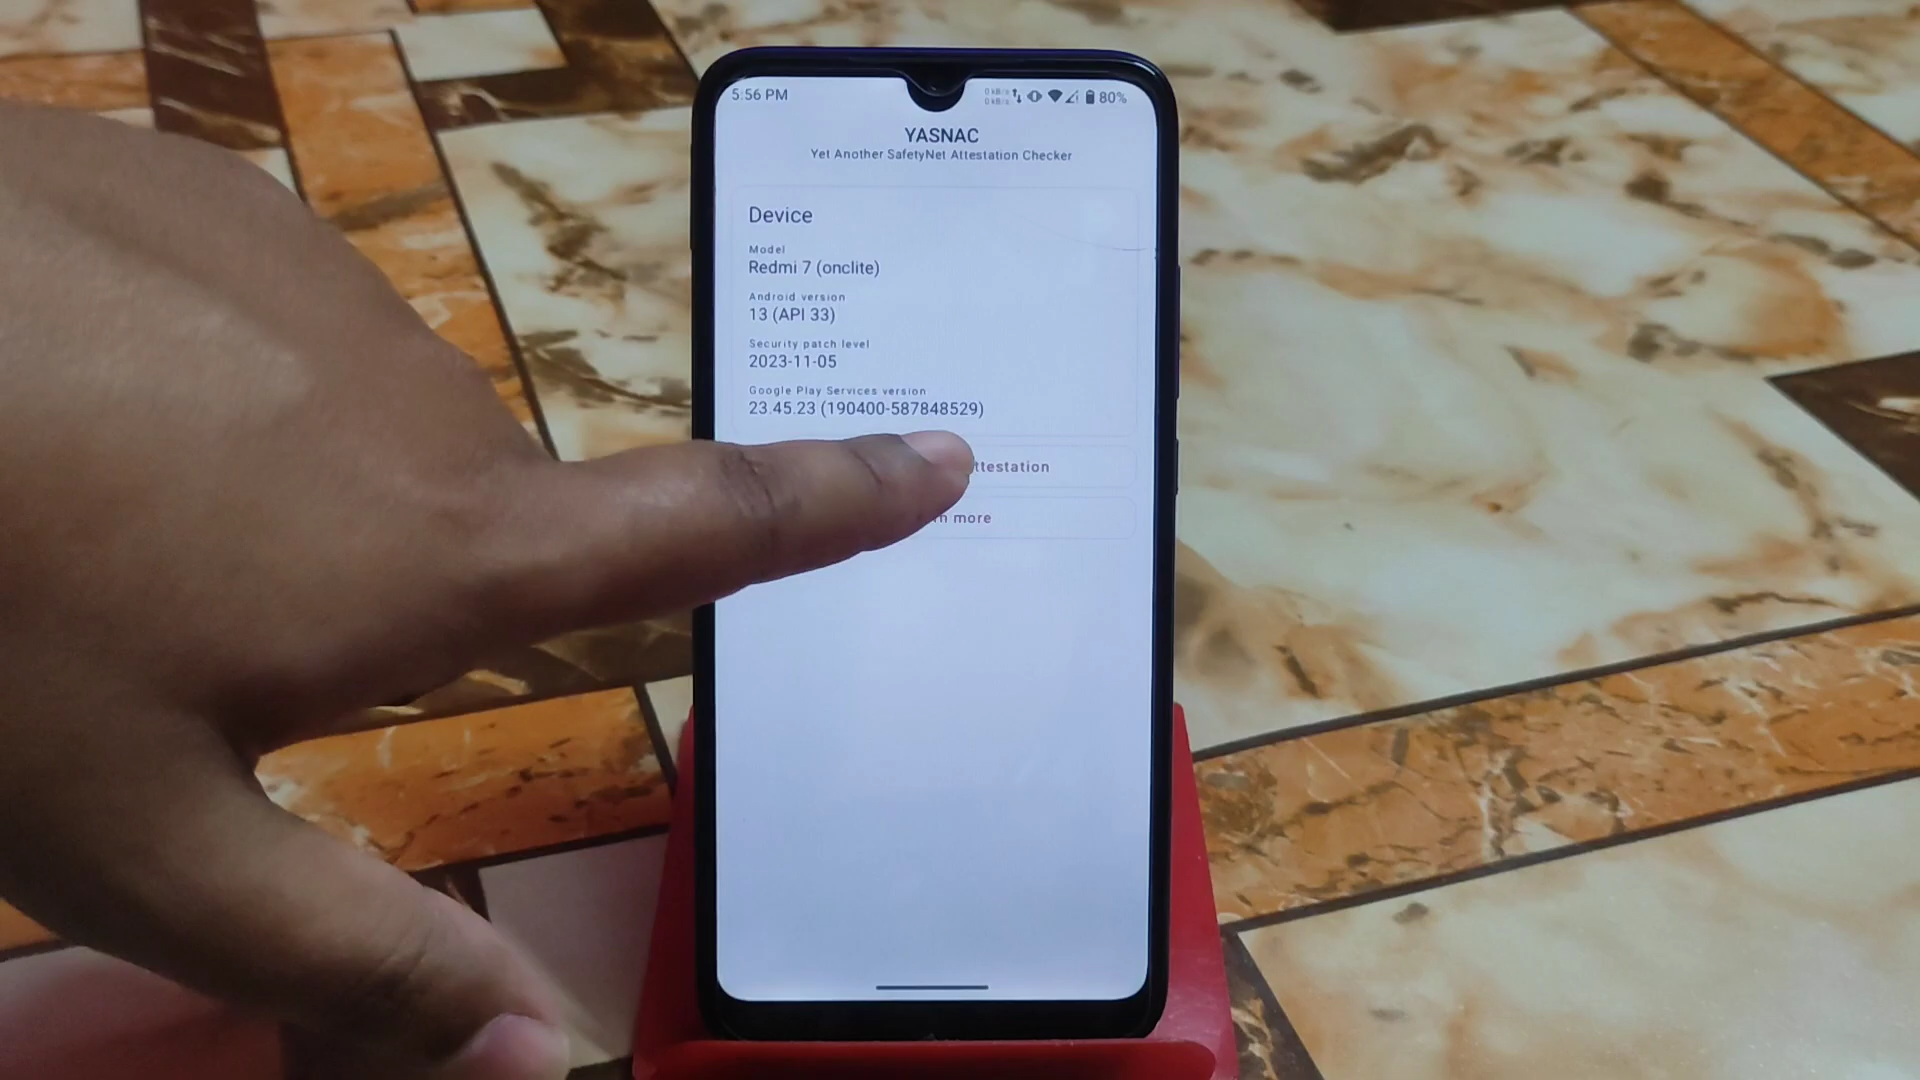 5:56 PM
80%
YASNAC
Yet Another SafetyNet Attestation Checker
Device
Model
Redmi 7 (onclite)
Android version
13 (API 33)
Security patch level
2023-11-05
Google Play Services version
23.45.23 (190400-587848529)
ttestation
more